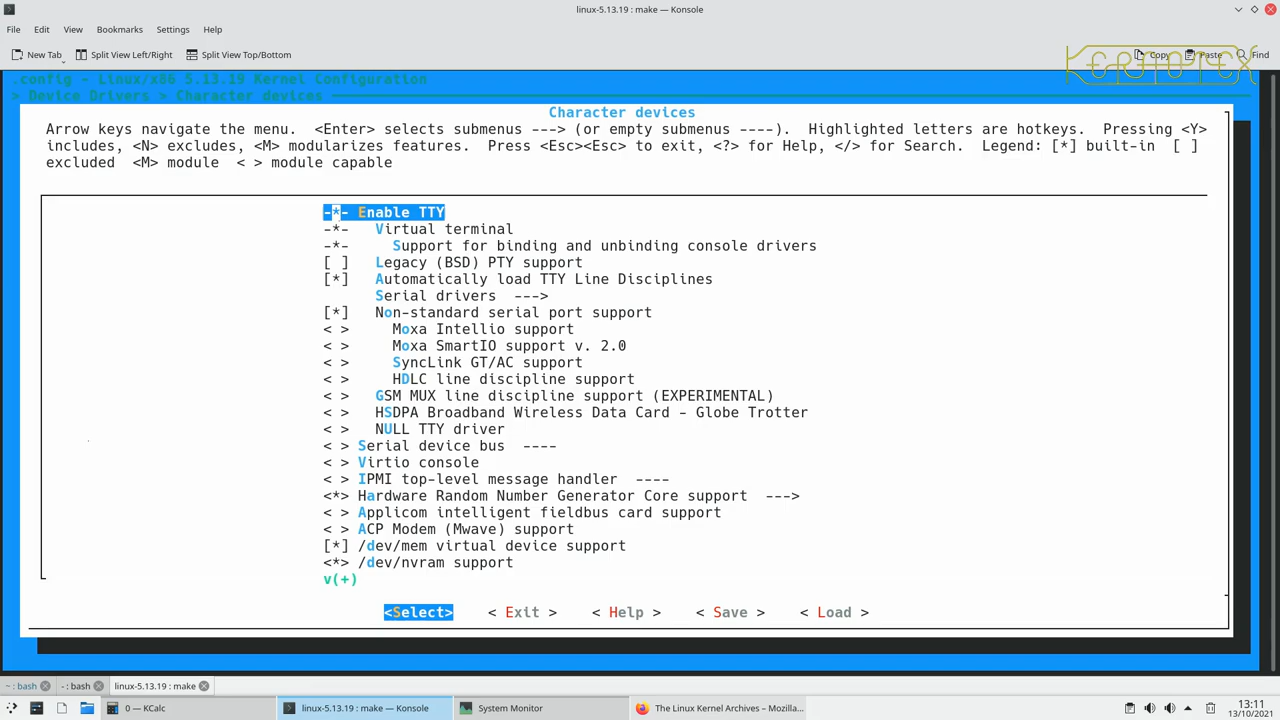 linux-5.13.19 : make — Konsole
File Edit View Bookmarks Settings Help
New Tab Split View Left/Right Split View Top/Bottom Copy Paste Find
KERNOTEX
.config - Linux/x86 5.13.19 Kernel Configuration
> Device Drivers > Character devices
Character devices
Arrow keys navigate the menu. <Enter> selects submenus ---> (or empty submenus ----). Highlighted letters are hotkeys. Pressing <Y>
includes, <N> excludes, <M> modularizes features. Press <Esc><Esc> to exit, <?> for Help, </> for Search. Legend: [*] built-in [ ]
excluded <M> module < > module capable
-*- Enable TTY
-*- Virtual terminal
-*- Support for binding and unbinding console drivers
[ ] Legacy (BSD) PTY support
[*] Automatically load TTY Line Disciplines
Serial drivers --->
[*] Non-standard serial port support
< > Moxa Intellio support
< > Moxa SmartIO support v. 2.0
< > SyncLink GT/AC support
< > HDLC line discipline support
< > GSM MUX line discipline support (EXPERIMENTAL)
< > HSDPA Broadband Wireless Data Card - Globe Trotter
< > NULL TTY driver
< > Serial device bus ----
< > Virtio console
< > IPMI top-level message handler ----
<*> Hardware Random Number Generator Core support --->
< > Applicom intelligent fieldbus card support
< > ACP Modem (Mwave) support
[*] /dev/mem virtual device support
<*> /dev/nvram support
v(+)
<Select> < Exit > < Help > < Save > < Load >
~ : bash - : bash linux-5.13.19 : make
0 — KCalc linux-5.13.19 : make — Konsole System Monitor The Linux Kernel Archives – Mozilla... 13:11
13/10/2021